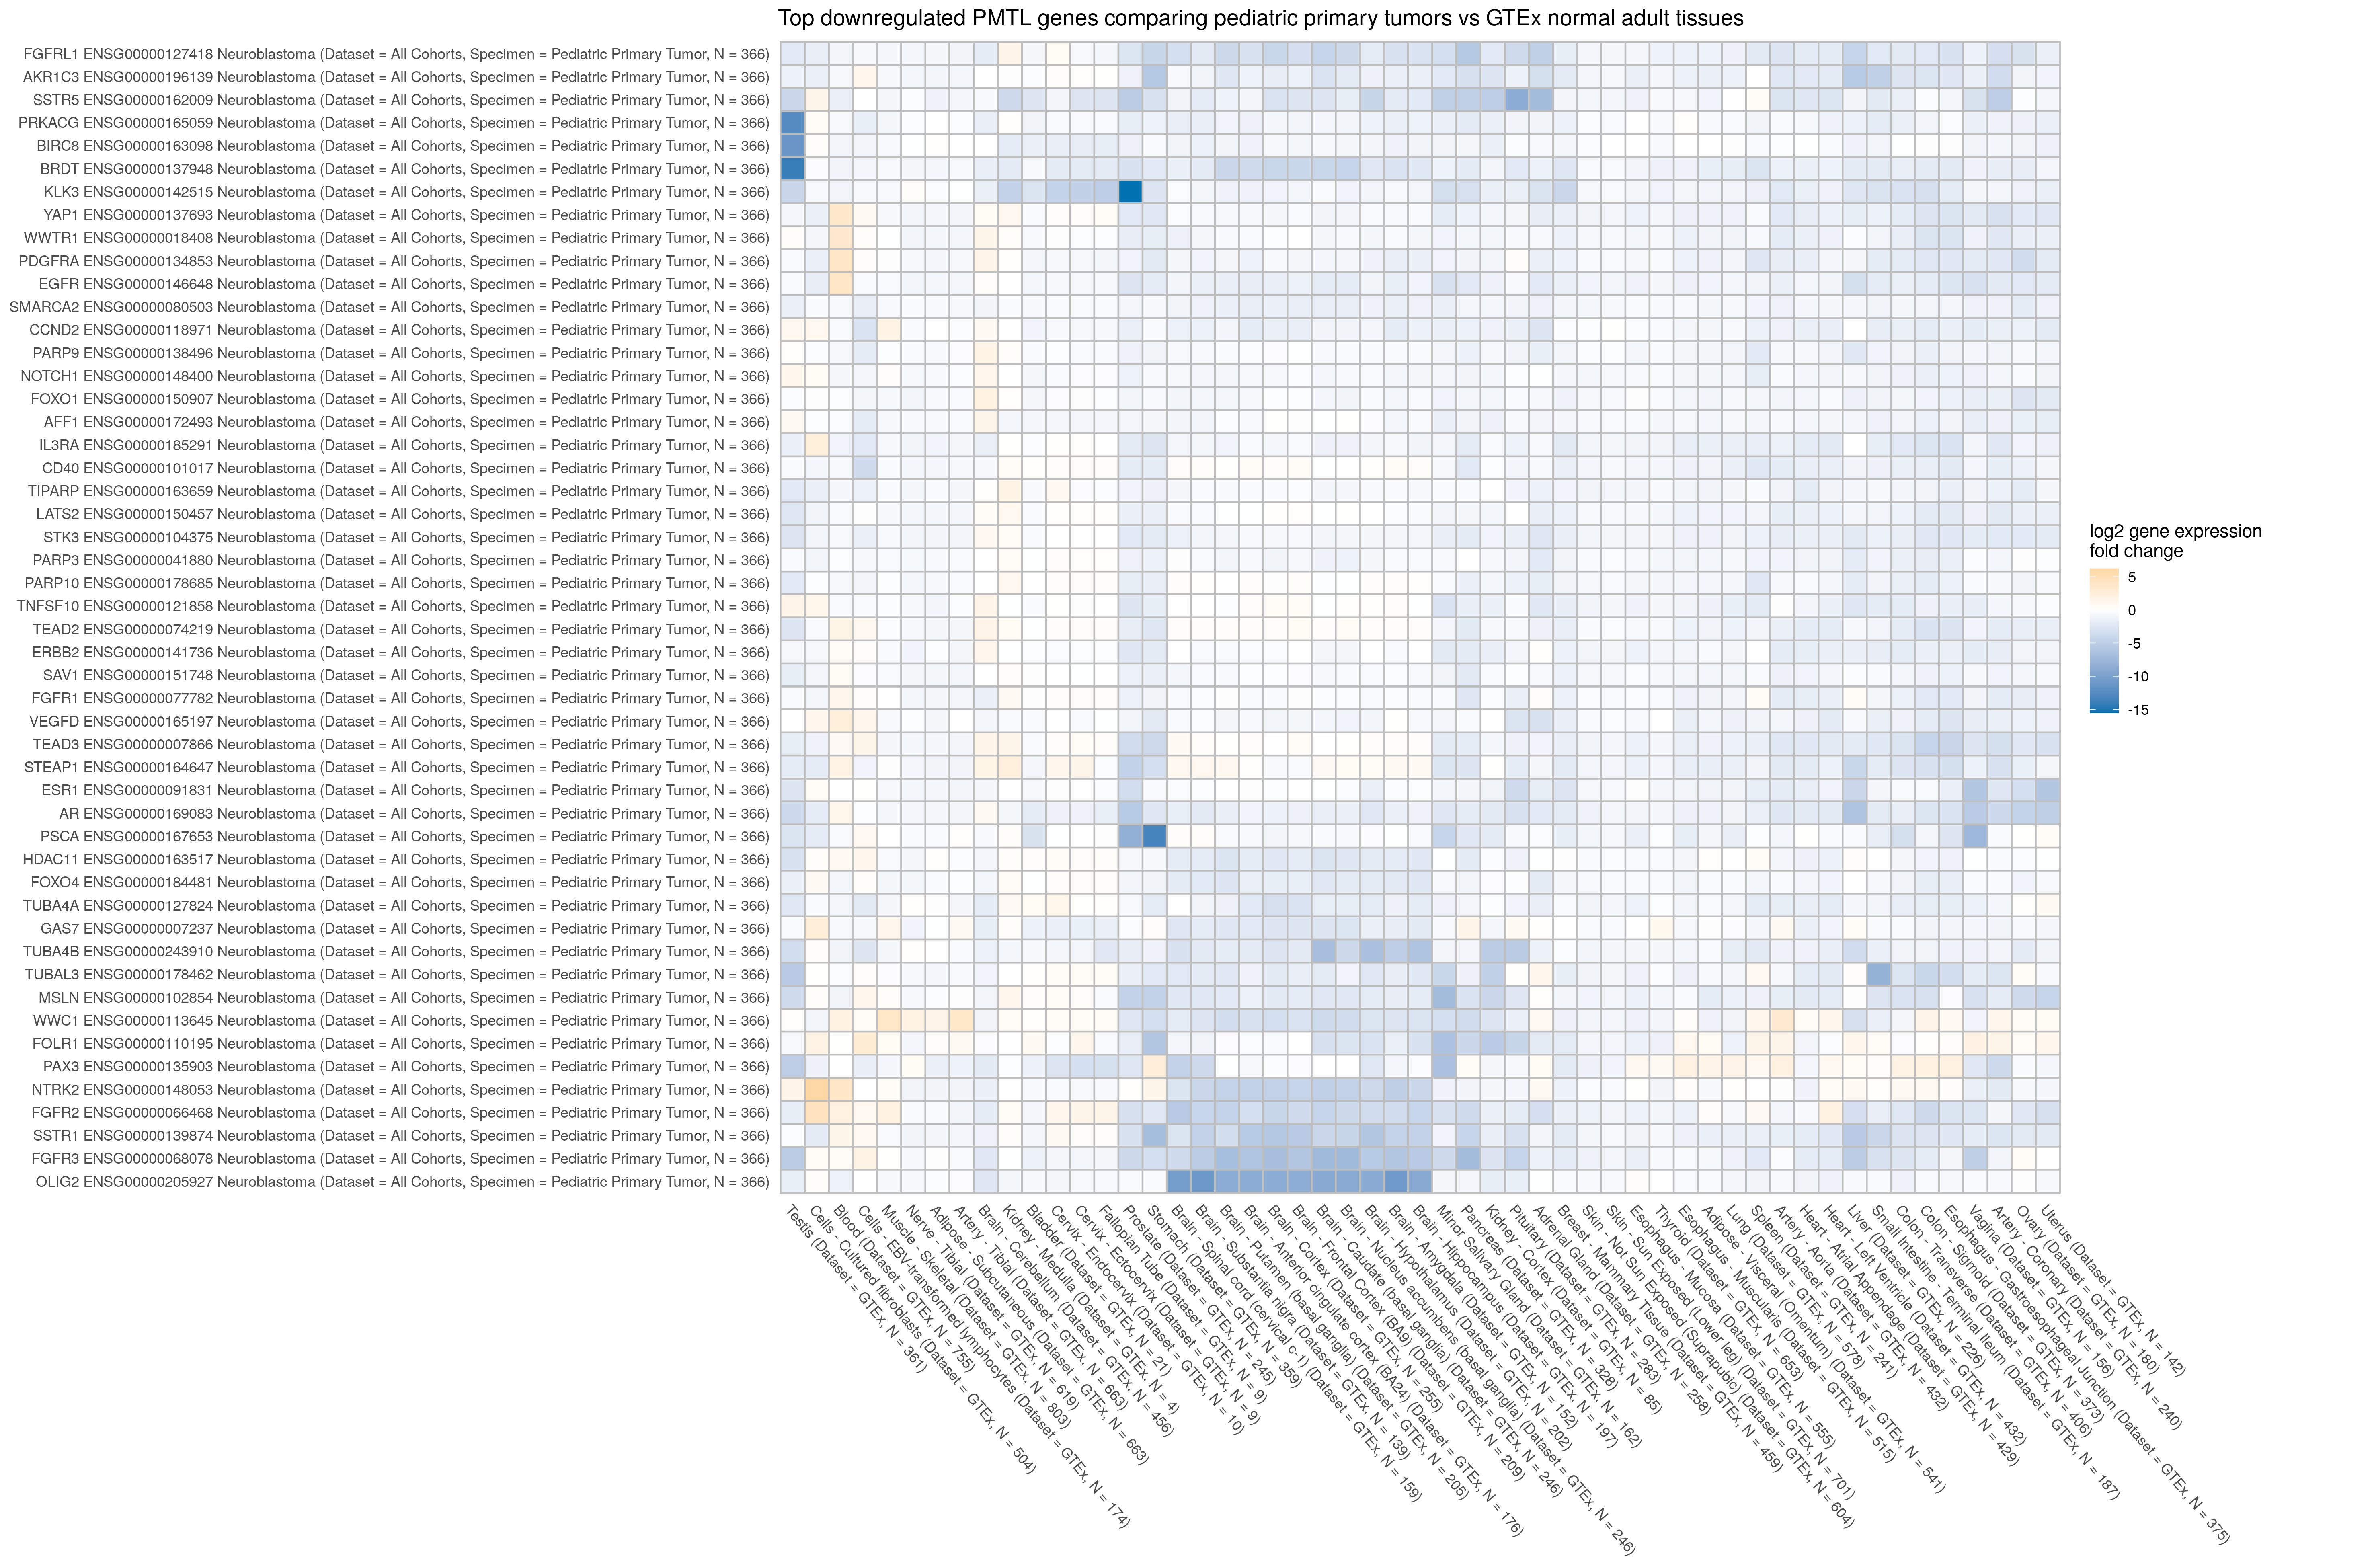 Top downregulated PMTL genes comparing pediatric primary tumors vs GTEx normal adult tissues
FGFRL1 ENSG00000127418 Neuroblastoma (Dataset = All Cohorts, Specimen = Pediatric Primary Tumor, N = 366)
AKR1C3 ENSG00000196139 Neuroblastoma (Dataset = All Cohorts, Specimen = Pediatric Primary Tumor, N = 366)
SSTR5 ENSG00000162009 Neuroblastoma (Dataset = All Cohorts, Specimen = Pediatric Primary Tumor, N = 366)
PRKACG ENSG00000165059 Neuroblastoma (Dataset = All Cohorts, Specimen = Pediatric Primary Tumor, N = 366)
BIRC8 ENSG00000163098 Neuroblastoma (Dataset = All Cohorts, Specimen = Pediatric Primary Tumor, N = 366)
BRDT ENSG00000137948 Neuroblastoma (Dataset = All Cohorts, Specimen = Pediatric Primary Tumor, N = 366)
KLK3 ENSG00000142515 Neuroblastoma (Dataset = All Cohorts, Specimen = Pediatric Primary Tumor, N = 366)
YAP1 ENSG00000137693 Neuroblastoma (Dataset = All Cohorts, Specimen = Pediatric Primary Tumor, N = 366)
WWTR1 ENSG00000018408 Neuroblastoma (Dataset = All Cohorts, Specimen = Pediatric Primary Tumor, N = 366)
PDGFRA ENSG00000134853 Neuroblastoma (Dataset = All Cohorts, Specimen = Pediatric Primary Tumor, N = 366)
EGFR ENSG00000146648 Neuroblastoma (Dataset = All Cohorts, Specimen = Pediatric Primary Tumor, N = 366)
SMARCA2 ENSG00000080503 Neuroblastoma (Dataset = All Cohorts, Specimen = Pediatric Primary Tumor, N = 366)
CCND2 ENSG00000118971 Neuroblastoma (Dataset = All Cohorts, Specimen = Pediatric Primary Tumor, N = 366)
PARP9 ENSG00000138496 Neuroblastoma (Dataset = All Cohorts, Specimen = Pediatric Primary Tumor, N = 366)
NOTCH1 ENSG00000148400 Neuroblastoma (Dataset = All Cohorts, Specimen = Pediatric Primary Tumor, N = 366)
FOXO1 ENSG00000150907 Neuroblastoma (Dataset = All Cohorts, Specimen = Pediatric Primary Tumor, N = 366)
AFF1 ENSG00000172493 Neuroblastoma (Dataset = All Cohorts, Specimen = Pediatric Primary Tumor, N = 366)
IL3RA ENSG00000185291 Neuroblastoma (Dataset = All Cohorts, Specimen = Pediatric Primary Tumor, N = 366)
CD40 ENSG00000101017 Neuroblastoma (Dataset = All Cohorts, Specimen = Pediatric Primary Tumor, N = 366)
TIPARP ENSG00000163659 Neuroblastoma (Dataset = All Cohorts, Specimen = Pediatric Primary Tumor, N = 366)
LATS2 ENSG00000150457 Neuroblastoma (Dataset = All Cohorts, Specimen = Pediatric Primary Tumor, N = 366)
STK3 ENSG00000104375 Neuroblastoma (Dataset = All Cohorts, Specimen = Pediatric Primary Tumor, N = 366)
PARP3 ENSG00000041880 Neuroblastoma (Dataset = All Cohorts, Specimen = Pediatric Primary Tumor, N = 366)
PARP10 ENSG00000178685 Neuroblastoma (Dataset = All Cohorts, Specimen = Pediatric Primary Tumor, N = 366)
TNFSF10 ENSG00000121858 Neuroblastoma (Dataset = All Cohorts, Specimen = Pediatric Primary Tumor, N = 366)
TEAD2 ENSG00000074219 Neuroblastoma (Dataset = All Cohorts, Specimen = Pediatric Primary Tumor, N = 366)
ERBB2 ENSG00000141736 Neuroblastoma (Dataset = All Cohorts, Specimen = Pediatric Primary Tumor, N = 366)
SAV1 ENSG00000151748 Neuroblastoma (Dataset = All Cohorts, Specimen = Pediatric Primary Tumor, N = 366)
FGFR1 ENSG00000077782 Neuroblastoma (Dataset = All Cohorts, Specimen = Pediatric Primary Tumor, N = 366)
VEGFD ENSG00000165197 Neuroblastoma (Dataset = All Cohorts, Specimen = Pediatric Primary Tumor, N = 366)
TEAD3 ENSG00000007866 Neuroblastoma (Dataset = All Cohorts, Specimen = Pediatric Primary Tumor, N = 366)
STEAP1 ENSG00000164647 Neuroblastoma (Dataset = All Cohorts, Specimen = Pediatric Primary Tumor, N = 366)
ESR1 ENSG00000091831 Neuroblastoma (Dataset = All Cohorts, Specimen = Pediatric Primary Tumor, N = 366)
AR ENSG00000169083 Neuroblastoma (Dataset = All Cohorts, Specimen = Pediatric Primary Tumor, N = 366)
PSCA ENSG00000167653 Neuroblastoma (Dataset = All Cohorts, Specimen = Pediatric Primary Tumor, N = 366)
HDAC11 ENSG00000163517 Neuroblastoma (Dataset = All Cohorts, Specimen = Pediatric Primary Tumor, N = 366)
FOXO4 ENSG00000184481 Neuroblastoma (Dataset = All Cohorts, Specimen = Pediatric Primary Tumor, N = 366)
TUBA4A ENSG00000127824 Neuroblastoma (Dataset = All Cohorts, Specimen = Pediatric Primary Tumor, N = 366)
GAS7 ENSG00000007237 Neuroblastoma (Dataset = All Cohorts, Specimen = Pediatric Primary Tumor, N = 366)
TUBA4B ENSG00000243910 Neuroblastoma (Dataset = All Cohorts, Specimen = Pediatric Primary Tumor, N = 366)
TUBAL3 ENSG00000178462 Neuroblastoma (Dataset = All Cohorts, Specimen = Pediatric Primary Tumor, N = 366)
MSLN ENSG00000102854 Neuroblastoma (Dataset = All Cohorts, Specimen = Pediatric Primary Tumor, N = 366)
WWC1 ENSG00000113645 Neuroblastoma (Dataset = All Cohorts, Specimen = Pediatric Primary Tumor, N = 366)
FOLR1 ENSG00000110195 Neuroblastoma (Dataset = All Cohorts, Specimen = Pediatric Primary Tumor, N = 366)
PAX3 ENSG00000135903 Neuroblastoma (Dataset = All Cohorts, Specimen = Pediatric Primary Tumor, N = 366)
NTRK2 ENSG00000148053 Neuroblastoma (Dataset = All Cohorts, Specimen = Pediatric Primary Tumor, N = 366)
FGFR2 ENSG00000066468 Neuroblastoma (Dataset = All Cohorts, Specimen = Pediatric Primary Tumor, N = 366)
SSTR1 ENSG00000139874 Neuroblastoma (Dataset = All Cohorts, Specimen = Pediatric Primary Tumor, N = 366)
FGFR3 ENSG00000068078 Neuroblastoma (Dataset = All Cohorts, Specimen = Pediatric Primary Tumor, N = 366)
OLIG2 ENSG00000205927 Neuroblastoma (Dataset = All Cohorts, Specimen = Pediatric Primary Tumor, N = 366)
Testis (Dataset = GTEx, N = 361)
Cells - Cultured fibroblasts (Dataset = GTEx, N = 504)
Blood (Dataset = GTEx, N = 755)
Cells - EBV-transformed lymphocytes (Dataset = GTEx, N = 174)
Muscle - Skeletal (Dataset = GTEx, N = 803)
Nerve - Tibial (Dataset = GTEx, N = 619)
Adipose - Subcutaneous (Dataset = GTEx, N = 663)
Artery - Tibial (Dataset = GTEx, N = 663)
Brain - Cerebellum (Dataset = GTEx, N = 456)
Kidney - Medulla (Dataset = GTEx, N = 4)
Bladder (Dataset = GTEx, N = 21)
Cervix - Endocervix (Dataset = GTEx, N = 10)
Cervix - Ectocervix (Dataset = GTEx, N = 9)
Fallopian Tube (Dataset = GTEx, N = 9)
Prostate (Dataset = GTEx, N = 245)
Stomach (Dataset = GTEx, N = 359)
Brain - Spinal cord (cervical c-1) (Dataset = GTEx, N = 159)
Brain - Substantia nigra (Dataset = GTEx, N = 139)
Brain - Putamen (basal ganglia) (Dataset = GTEx, N = 205)
Brain - Anterior cingulate cortex (BA24) (Dataset = GTEx, N = 176)
Brain - Cortex (Dataset = GTEx, N = 255)
Brain - Frontal Cortex (BA9) (Dataset = GTEx, N = 209)
Brain - Caudate (basal ganglia) (Dataset = GTEx, N = 246)
Brain - Nucleus accumbens (basal ganglia) (Dataset = GTEx, N = 246)
Brain - Hypothalamus (Dataset = GTEx, N = 202)
Brain - Amygdala (Dataset = GTEx, N = 152)
Brain - Hippocampus (Dataset = GTEx, N = 197)
Minor Salivary Gland (Dataset = GTEx, N = 162)
Pancreas (Dataset = GTEx, N = 328)
Kidney - Cortex (Dataset = GTEx, N = 85)
Pituitary (Dataset = GTEx, N = 283)
Adrenal Gland (Dataset = GTEx, N = 258)
Breast - Mammary Tissue (Dataset = GTEx, N = 459)
Skin - Not Sun Exposed (Suprapubic) (Dataset = GTEx, N = 604)
Skin - Sun Exposed (Lower leg) (Dataset = GTEx, N = 701)
Esophagus - Mucosa (Dataset = GTEx, N = 555)
Thyroid (Dataset = GTEx, N = 653)
Esophagus - Muscularis (Dataset = GTEx, N = 515)
Adipose - Visceral (Omentum) (Dataset = GTEx, N = 541)
Lung (Dataset = GTEx, N = 578)
Spleen (Dataset = GTEx, N = 241)
Artery - Aorta (Dataset = GTEx, N = 432)
Heart - Atrial Appendage (Dataset = GTEx, N = 429)
Heart - Left Ventricle (Dataset = GTEx, N = 432)
Liver (Dataset = GTEx, N = 226)
Small Intestine - Terminal Ileum (Dataset = GTEx, N = 187)
Colon - Transverse (Dataset = GTEx, N = 406)
Colon - Sigmoid (Dataset = GTEx, N = 373)
Esophagus - Gastroesophageal Junction (Dataset = GTEx, N = 375)
Vagina (Dataset = GTEx, N = 156)
Artery - Coronary (Dataset = GTEx, N = 240)
Ovary (Dataset = GTEx, N = 180)
Uterus (Dataset = GTEx, N = 142)
log2 gene expression
fold change
5
0
-5
-10
-15